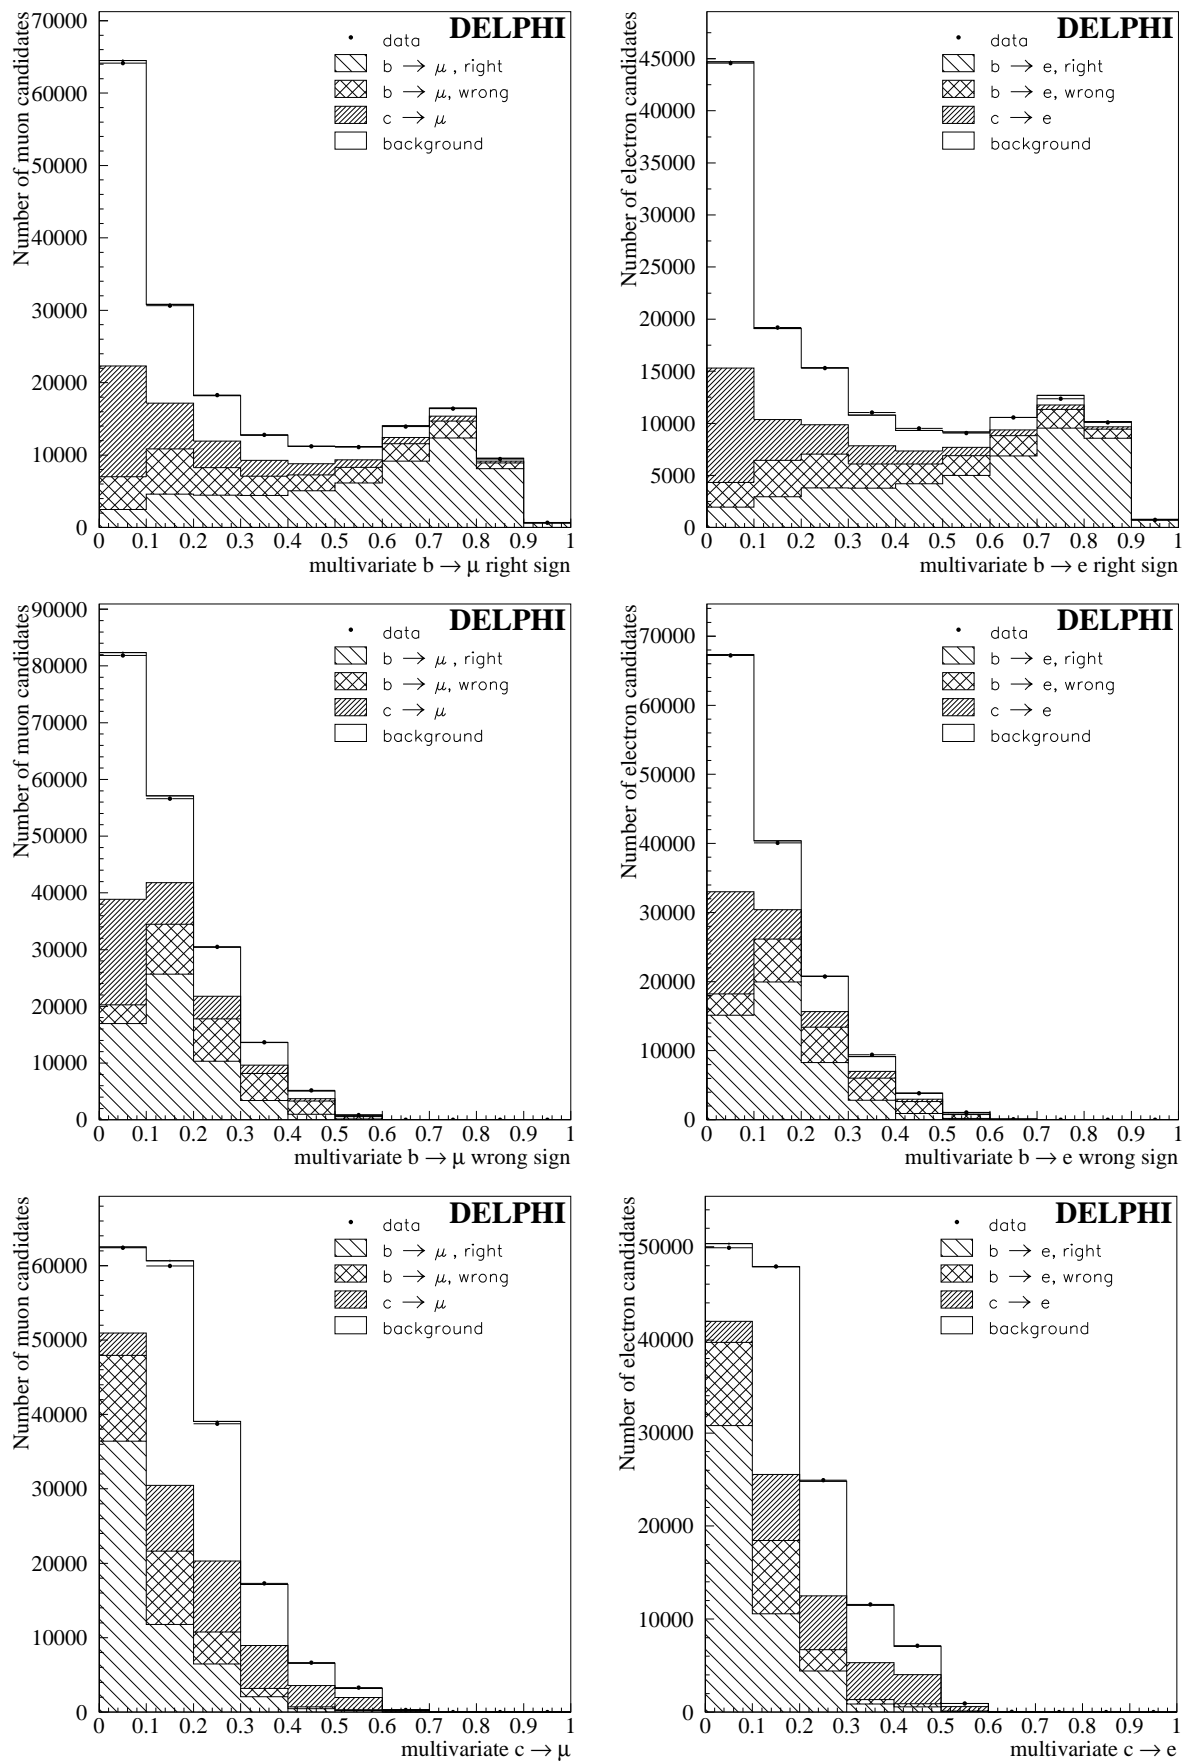 DELPHI
Number of muon candidates
data
b → μ , right
b → μ, wrong
c → μ
background
70000
60000
50000
40000
30000
20000
10000
0
0 0.1 0.2 0.3 0.4 0.5 0.6 0.7 0.8 0.9 1
multivariate b → μ right sign
DELPHI
Number of electron candidates
data
b → e, right
b → e, wrong
c → e
background
45000
40000
35000
30000
25000
20000
15000
10000
5000
0
0 0.1 0.2 0.3 0.4 0.5 0.6 0.7 0.8 0.9 1
multivariate b → e right sign
DELPHI
Number of muon candidates
data
b → μ , right
b → μ, wrong
c → μ
background
90000
80000
70000
60000
50000
40000
30000
20000
10000
0
0 0.1 0.2 0.3 0.4 0.5 0.6 0.7 0.8 0.9 1
multivariate b → μ wrong sign
DELPHI
Number of electron candidates
data
b → e, right
b → e, wrong
c → e
background
70000
60000
50000
40000
30000
20000
10000
0
0 0.1 0.2 0.3 0.4 0.5 0.6 0.7 0.8 0.9 1
multivariate b → e wrong sign
DELPHI
Number of muon candidates
data
b → μ , right
b → μ, wrong
c → μ
background
60000
50000
40000
30000
20000
10000
0
0 0.1 0.2 0.3 0.4 0.5 0.6 0.7 0.8 0.9 1
multivariate c → μ
DELPHI
Number of electron candidates
data
b → e, right
b → e, wrong
c → e
background
50000
40000
30000
20000
10000
0
0 0.1 0.2 0.3 0.4 0.5 0.6 0.7 0.8 0.9 1
multivariate c → e